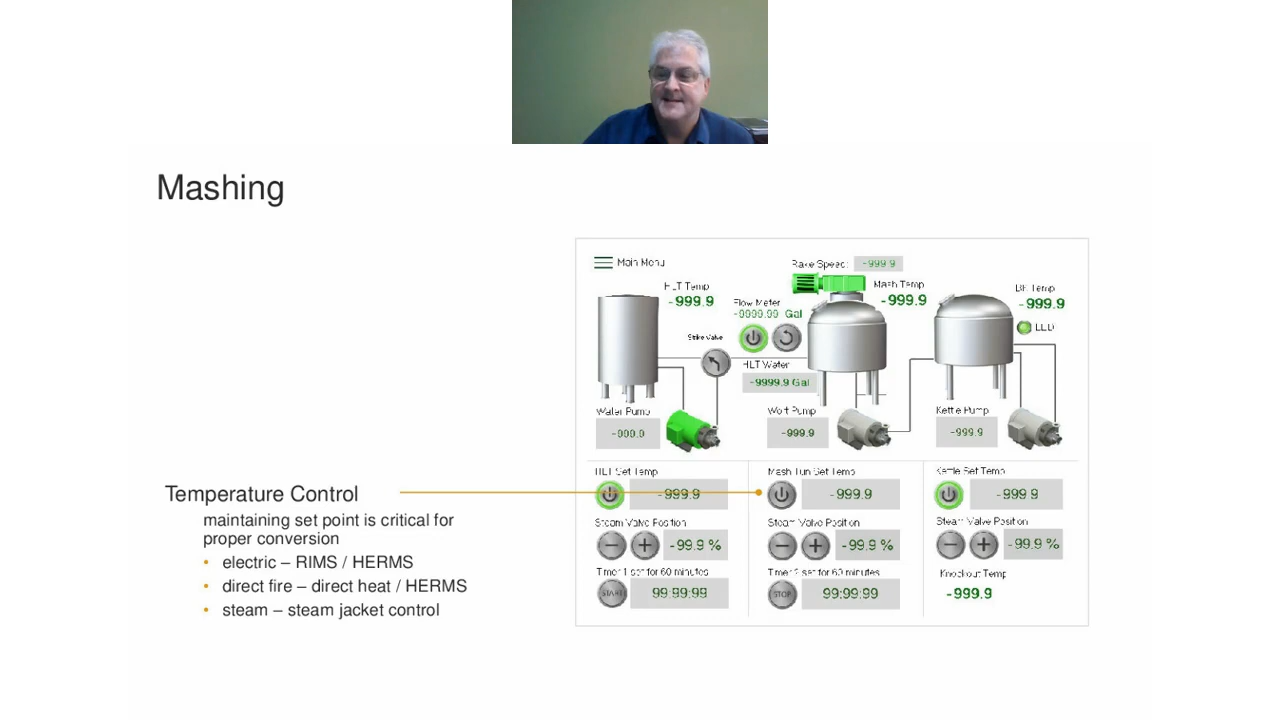 Mashing
Main Menu
Rake Speed: -999.9
HLT Temp
-999.9
Mash Temp
-999.9
BK Temp
-999.9
Flow Meter
-9999.99 Gal
LLD
Strike Valve
HLT Water
-9999.9 Gal
Water Pump
-999.9
Wort Pump
-999.9
Kettle Pump
-999.9
HLT Set Temp
-999.9
Mash Tun Set Temp
-999.9
Kettle Set Temp
-999.9
Steam Valve Position
-99.9 %
Steam Valve Position
-99.9 %
Steam Valve Position
-99.9 %
Timer 1 set for 60 minutes
START
99:99:99
Timer 2 set for 60 minutes
STOP
99:99:99
Knockout Temp
-999.9
Temperature Control
maintaining set point is critical for
proper conversion
• electric – RIMS / HERMS
• direct fire – direct heat / HERMS
• steam – steam jacket control